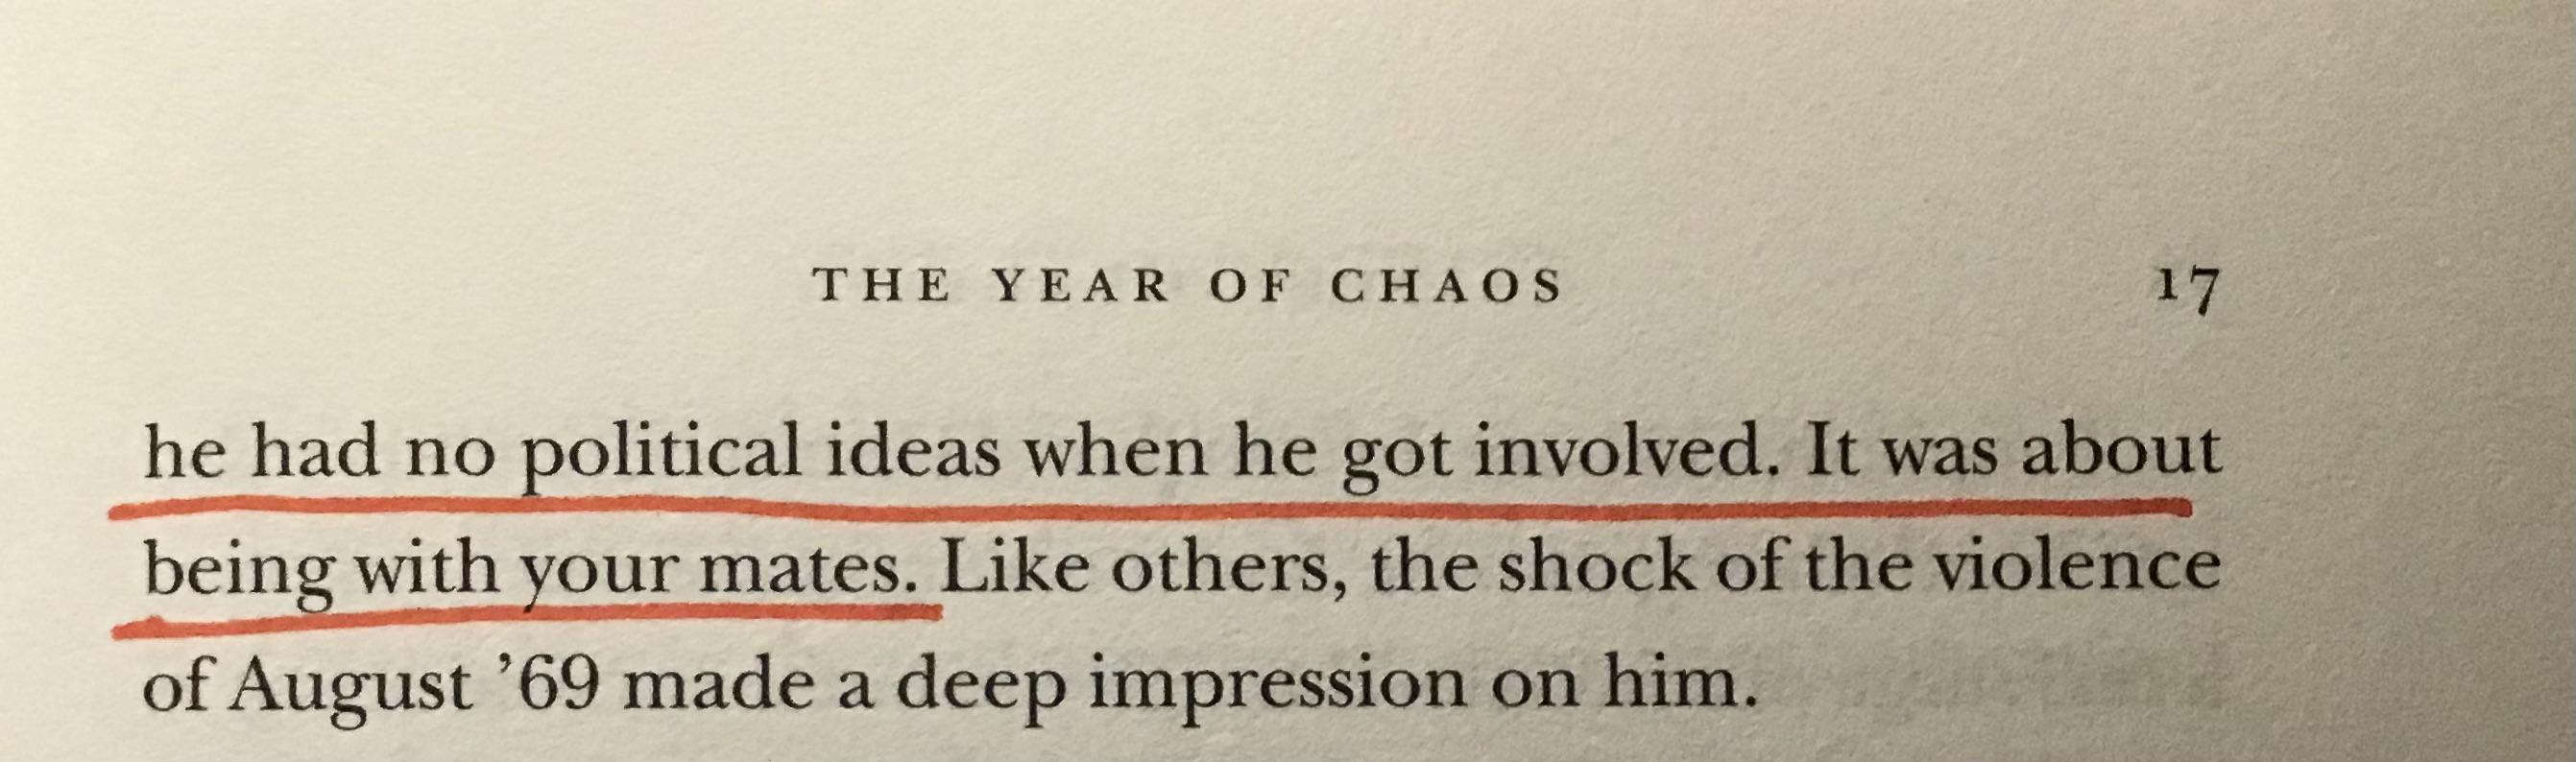 THE YEAR OF CHAOS 17
he had no political ideas when he got involved. It was about
being with your mates. Like others, the shock of the violence
of August ’69 made a deep impression on him.